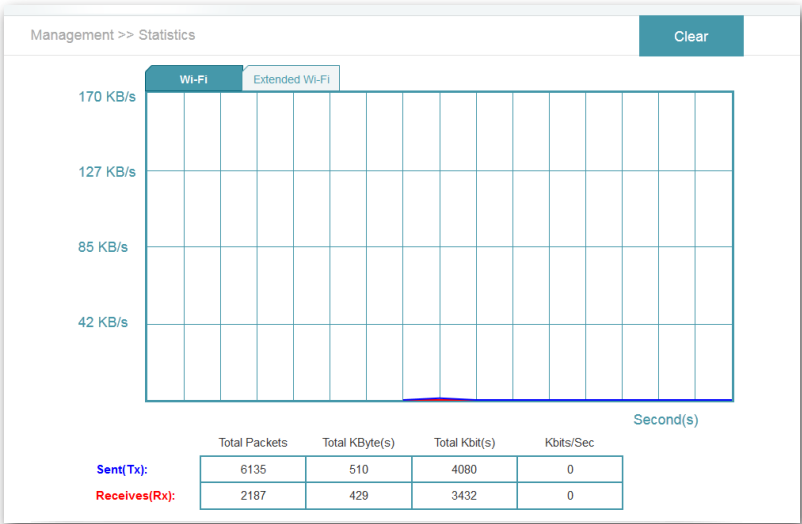 Management >> Statistics
Clear
Wi-Fi Extended Wi-Fi
170 KB/s
127 KB/s
85 KB/s
42 KB/s
Second(s)
Total Packets Total KByte(s) Total Kbit(s) Kbits/Sec
Sent(Tx): 6135 510 4080 0
Receives(Rx): 2187 429 3432 0